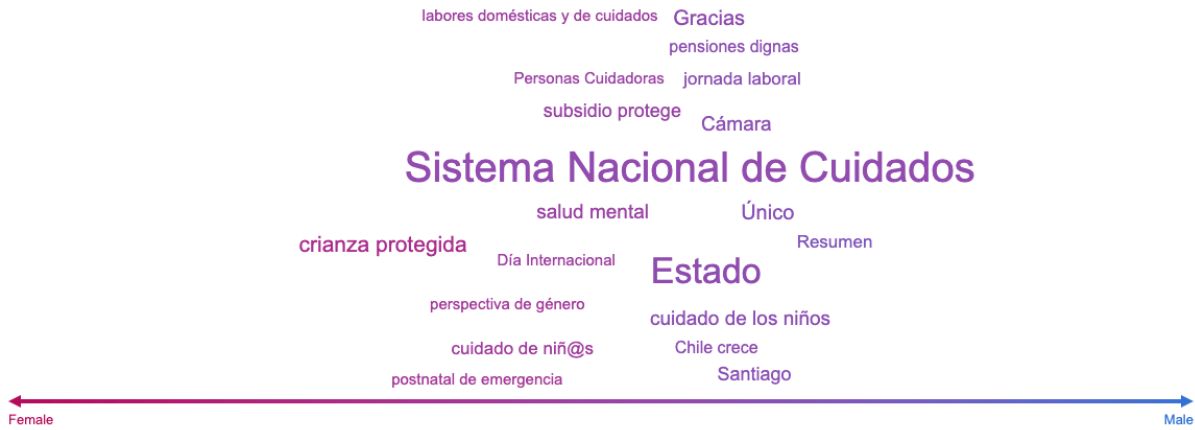 labores domésticas y de cuidados
Gracias
pensiones dignas
Personas Cuidadoras
jornada laboral
subsidio protege
Cámara
Sistema Nacional de Cuidados
salud mental
Único
crianza protegida
Resumen
Día Internacional
Estado
perspectiva de género
cuidado de los niños
cuidado de niñ@s
Chile crece
postnatal de emergencia
Santiago
Female
Male